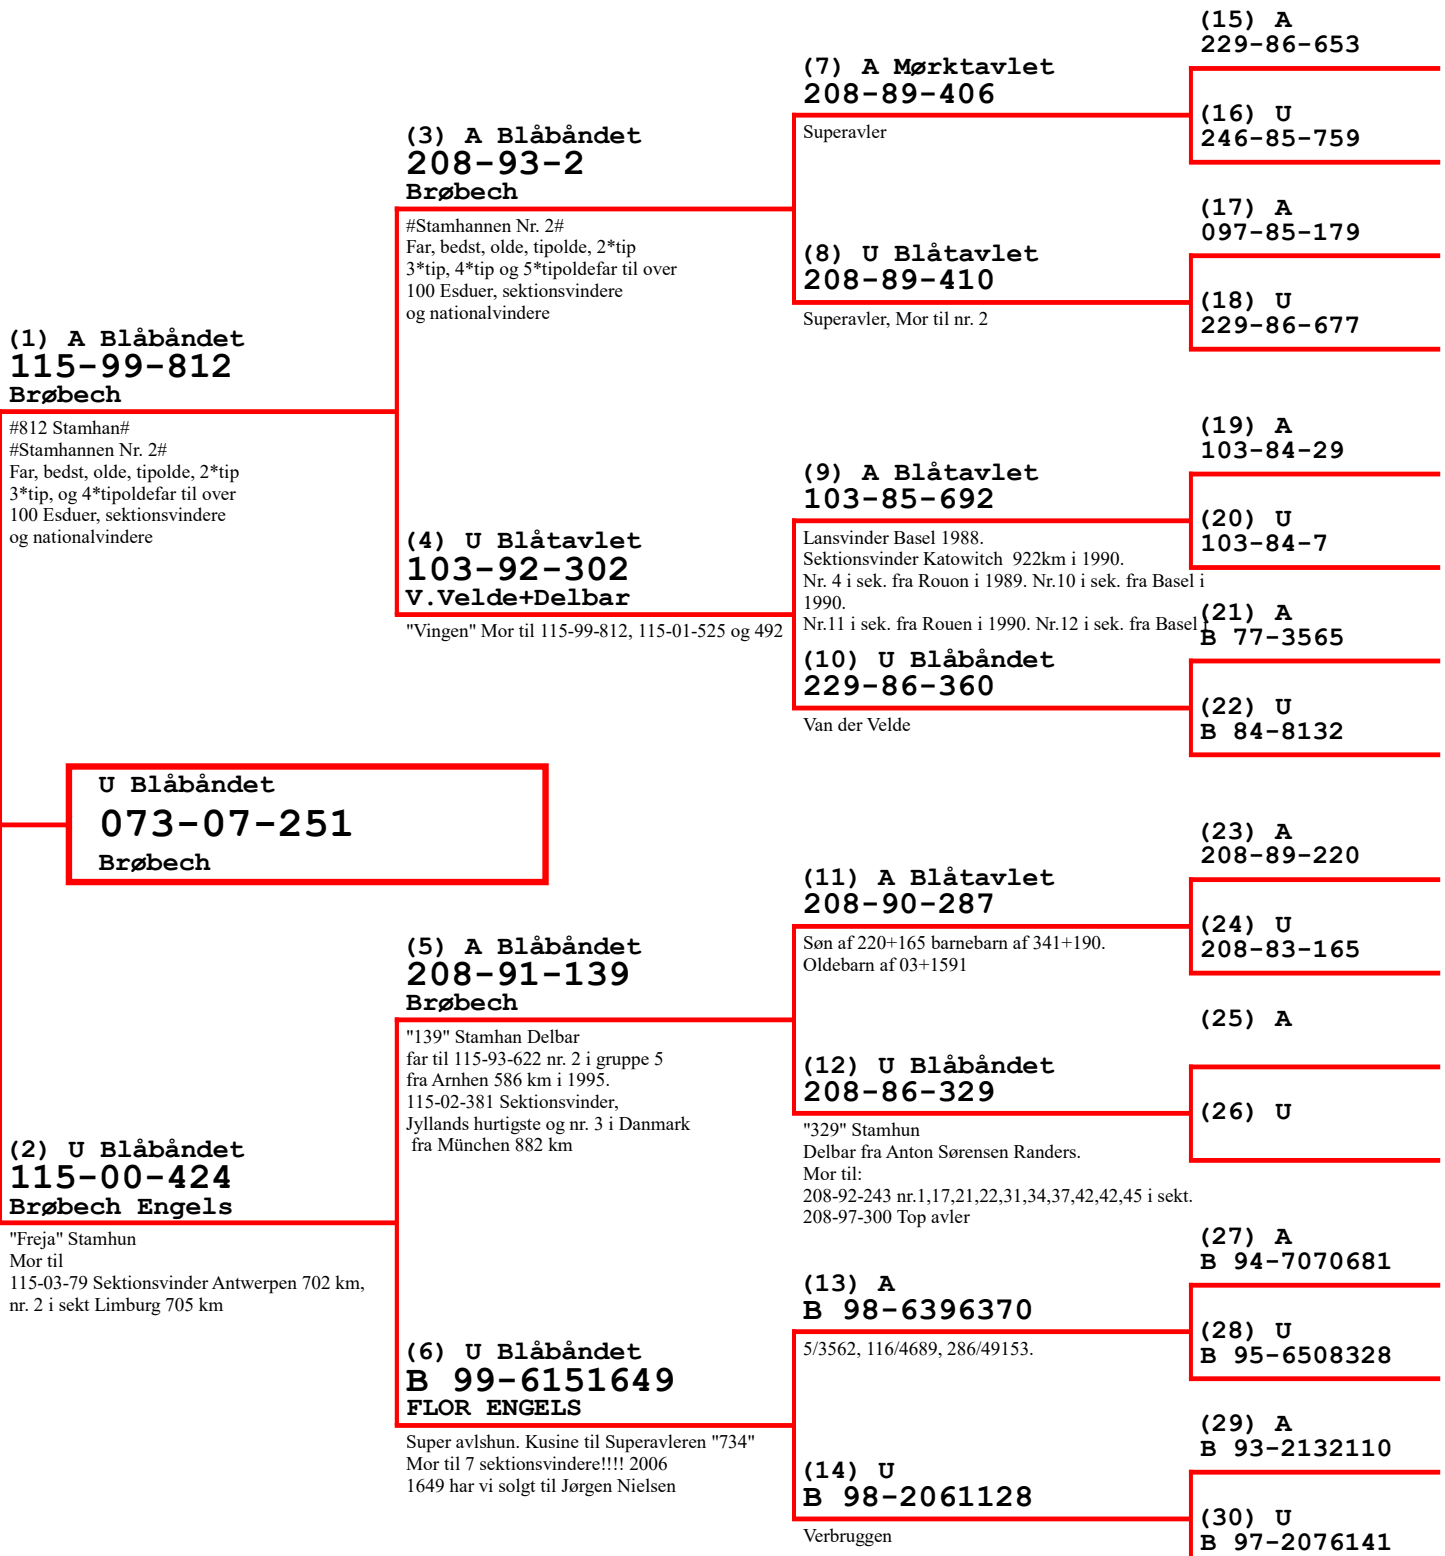 (1) A Blåbåndet
115-99-812
Brøbech
#812 Stamhan#
#Stamhannen Nr. 2#
Far, bedst, olde, tipolde, 2*tip
3*tip, og 4*tipoldefar til over
100 Esduer, sektionsvindere
og nationalvindere
U Blåbåndet
073-07-251
Brøbech
(2) U Blåbåndet
115-00-424
Brøbech Engels
"Freja" Stamhun
Mor til
115-03-79 Sektionsvinder Antwerpen 702 km,
nr. 2 i sekt Limburg 705 km
(3) A Blåbåndet
208-93-2
Brøbech
#Stamhannen Nr. 2#
Far, bedst, olde, tipolde, 2*tip
3*tip, 4*tip og 5*tipoldefar til over
100 Esduer, sektionsvindere
og nationalvindere
(4) U Blåtavlet
103-92-302
V.Velde+Delbar
"Vingen" Mor til 115-99-812, 115-01-525 og 492
(5) A Blåbåndet
208-91-139
Brøbech
"139" Stamhan Delbar
far til 115-93-622 nr. 2 i gruppe 5
fra Arnhen 586 km i 1995.
115-02-381 Sektionsvinder,
Jyllands hurtigste og nr. 3 i Danmark
fra München 882 km
(6) U Blåbåndet
B 99-6151649
FLOR ENGELS
Super avlshun. Kusine til Superavleren "734"
Mor til 7 sektionsvindere!!!! 2006
1649 har vi solgt til Jørgen Nielsen
(7) A Mørktavlet
208-89-406
Superavler
(8) U Blåtavlet
208-89-410
Superavler, Mor til nr. 2
(9) A Blåtavlet
103-85-692
Lansvinder Basel 1988.
Sektionsvinder Katowitch 922km i 1990.
Nr. 4 i sek. fra Rouon i 1989. Nr.10 i sek. fra Basel i
1990.
Nr.11 i sek. fra Rouen i 1990. Nr.12 i sek. fra Basel i
(10) U Blåbåndet
229-86-360
Van der Velde
(11) A Blåtavlet
208-90-287
Søn af 220+165 barnebarn af 341+190.
Oldebarn af 03+1591
(12) U Blåbåndet
208-86-329
"329" Stamhun
Delbar fra Anton Sørensen Randers.
Mor til:
208-92-243 nr.1,17,21,22,31,34,37,42,42,45 i sekt.
208-97-300 Top avler
(13) A
B 98-6396370
5/3562, 116/4689, 286/49153.
(14) U
B 98-2061128
Verbruggen
(15) A
229-86-653
(16) U
246-85-759
(17) A
097-85-179
(18) U
229-86-677
(19) A
103-84-29
(20) U
103-84-7
(21) A
B 77-3565
(22) U
B 84-8132
(23) A
208-89-220
(24) U
208-83-165
(25) A
(26) U
(27) A
B 94-7070681
(28) U
B 95-6508328
(29) A
B 93-2132110
(30) U
B 97-2076141